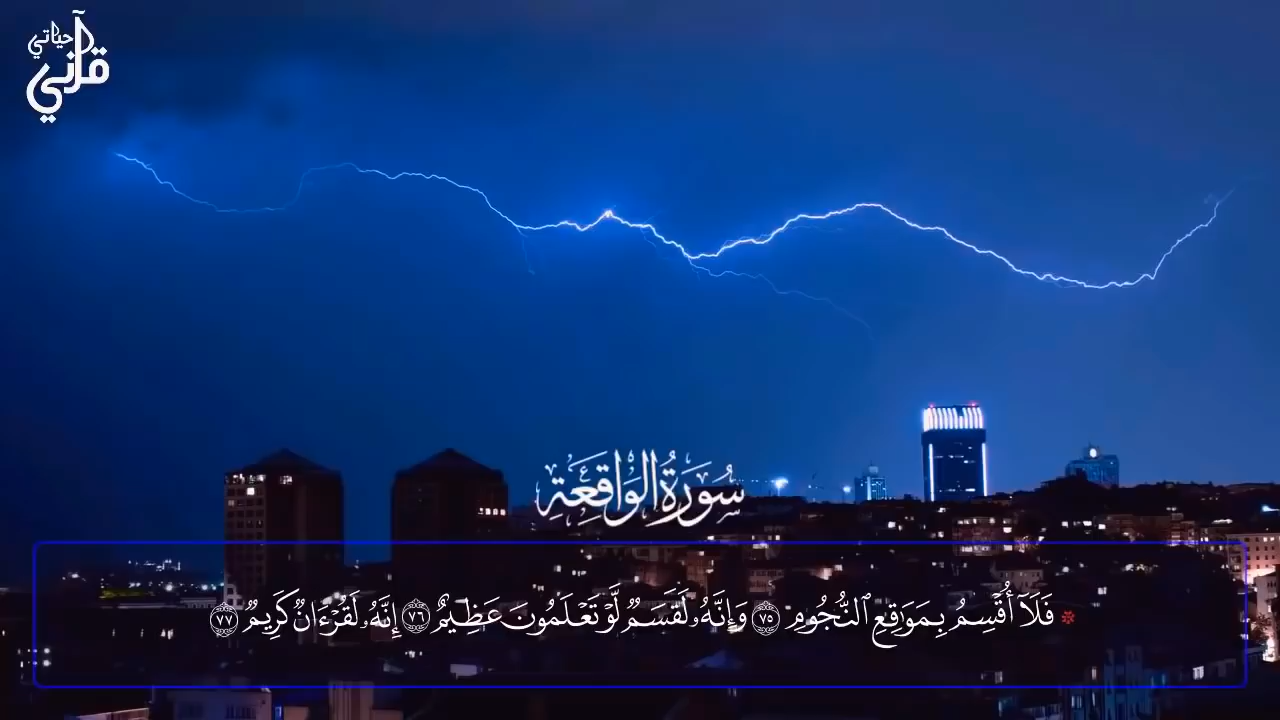 قرآني
حياتي
سُورَةُ الوَاقِعَةِ
۞ فَلَآ أُقْسِمُ بِمَوَٰقِعِ ٱلنُّجُومِ ٧٥ وَإِنَّهُۥ لَقَسَمٌ لَّوْ تَعْلَمُونَ عَظِيمٌ ٧٦ إِنَّهُۥ لَقُرْءَانٌ كَرِيمٌ ٧٧